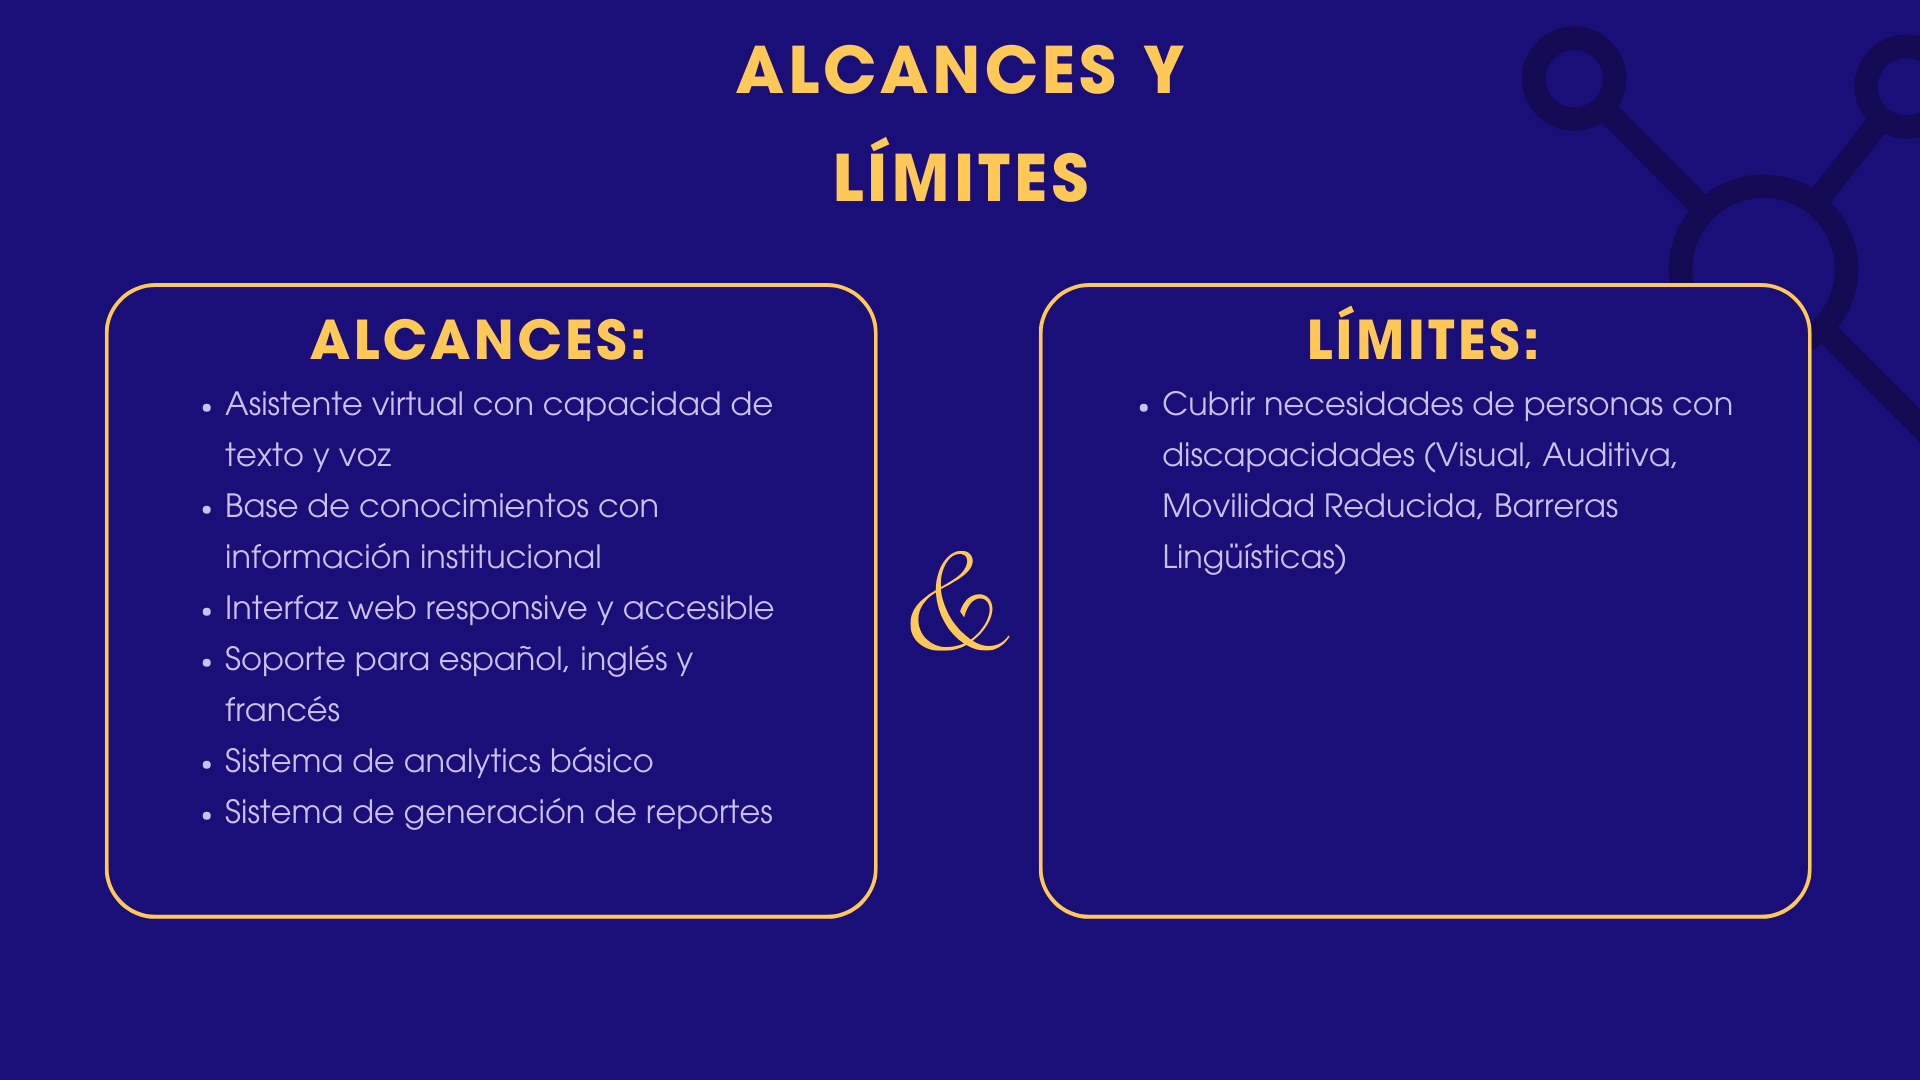 ALCANCES Y
LÍMITES
ALCANCES:
• Asistente virtual con capacidad de
texto y voz
• Base de conocimientos con
información institucional
• Interfaz web responsive y accesible
• Soporte para español, inglés y
francés
• Sistema de analytics básico
• Sistema de generación de reportes
&
LÍMITES:
• Cubrir necesidades de personas con
discapacidades (Visual, Auditiva,
Movilidad Reducida, Barreras
Lingüísticas)